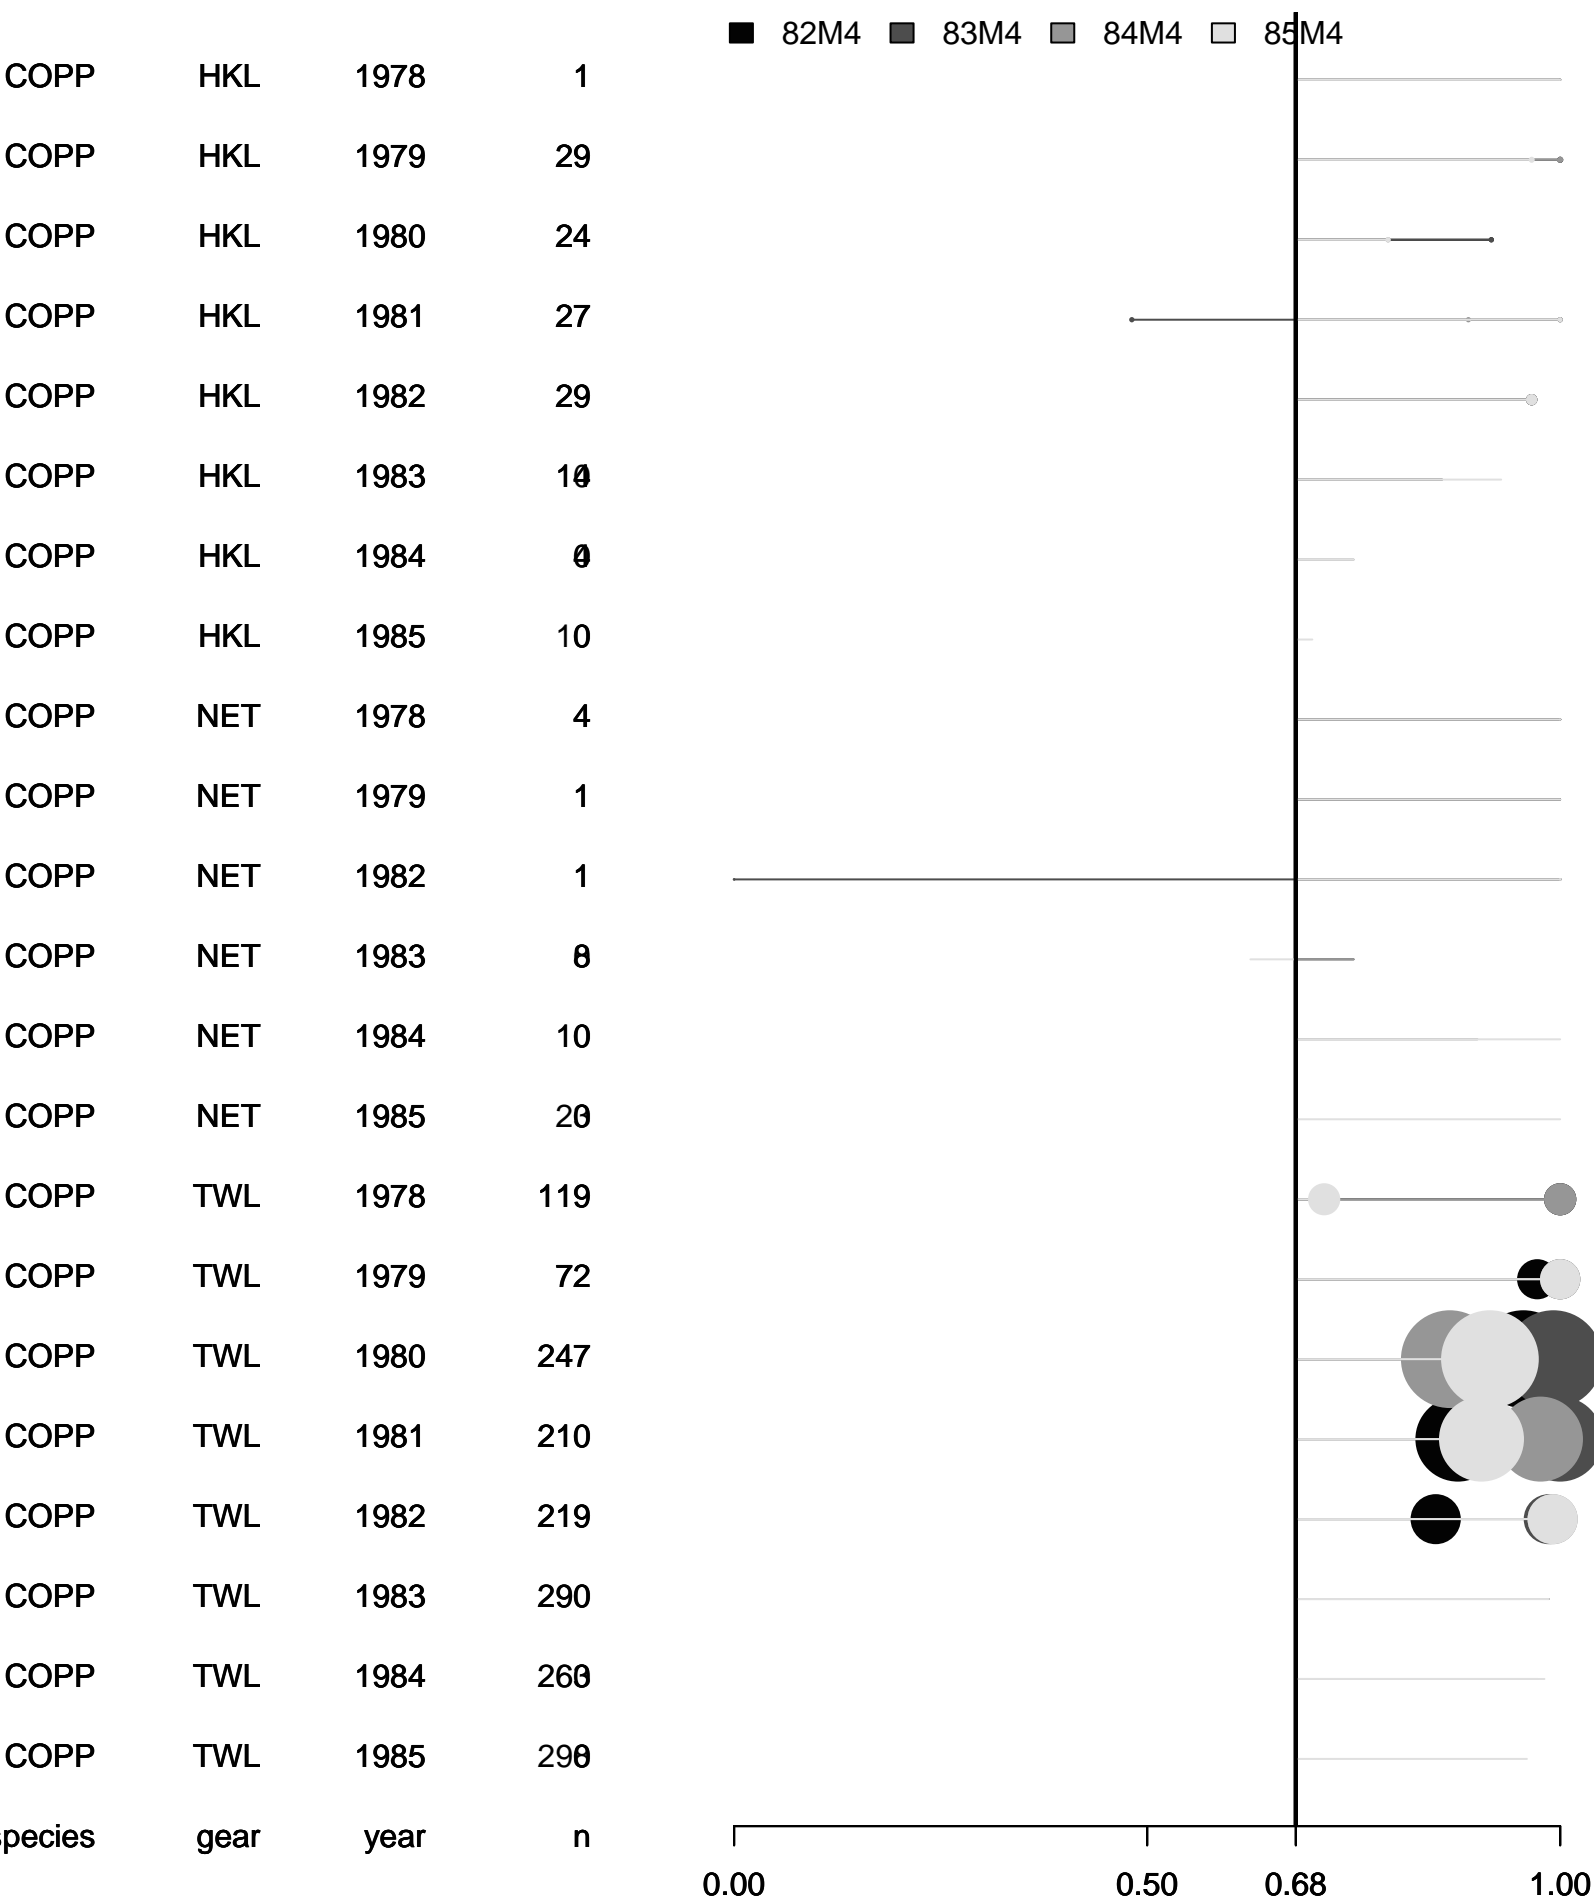 82M4 83M4 84M4 85M4
COPP HKL 1978 1
COPP HKL 1979 29
COPP HKL 1980 24
COPP HKL 1981 27
COPP HKL 1982 29
COPP HKL 1983
COPP HKL 1984
COPP HKL 1985 10
COPP NET 1978 4
COPP NET 1979 1
COPP NET 1982 1
COPP NET 1983
COPP NET 1984 10
COPP NET 1985
COPP TWL 1978 119
COPP TWL 1979 72
COPP TWL 1980 247
COPP TWL 1981 210
COPP TWL 1982 219
COPP TWL 1983 290
COPP TWL 1984
COPP TWL 1985
species gear year n
0.00 0.50 0.68 1.00